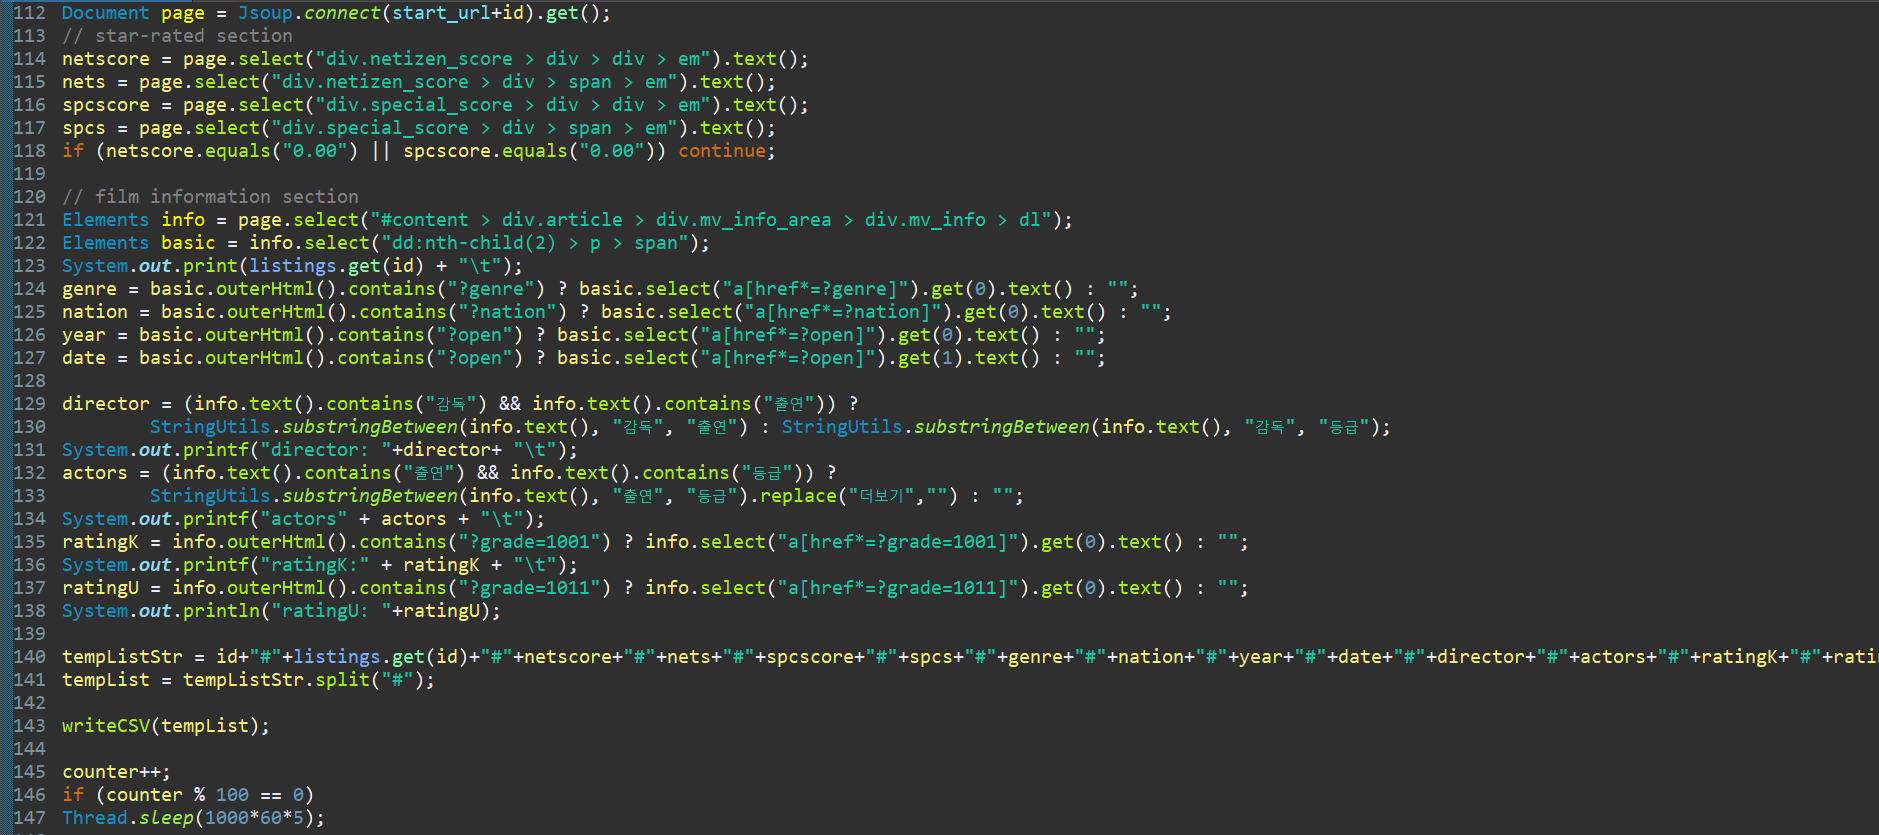 112 Document page = Jsoup.connect(start_url+id).get();
113 // star-rated section
114 netscore = page.select("div.netizen_score > div > div > em").text();
115 nets = page.select("div.netizen_score > div > span > em").text();
116 spcscore = page.select("div.special_score > div > div > em").text();
117 spcs = page.select("div.special_score > div > span > em").text();
118 if (netscore.equals("0.00") || spcscore.equals("0.00")) continue;
119
120 // film information section
121 Elements info = page.select("#content > div.article > div.mv_info_area > div.mv_info > dl");
122 Elements basic = info.select("dd:nth-child(2) > p > span");
123 System.out.print(listings.get(id) + "\t");
124 genre = basic.outerHtml().contains("?genre") ? basic.select("a[href*=?genre]").get(0).text() : "";
125 nation = basic.outerHtml().contains("?nation") ? basic.select("a[href*=?nation]").get(0).text() : "";
126 year = basic.outerHtml().contains("?open") ? basic.select("a[href*=?open]").get(0).text() : "";
127 date = basic.outerHtml().contains("?open") ? basic.select("a[href*=?open]").get(1).text() : "";
128
129 director = (info.text().contains("감독") && info.text().contains("출연")) ?
130 StringUtils.substringBetween(info.text(), "감독", "출연") : StringUtils.substringBetween(info.text(), "감독", "등급");
131 System.out.printf("director: "+director+ "\t");
132 actors = (info.text().contains("출연") && info.text().contains("등급")) ?
133 StringUtils.substringBetween(info.text(), "출연", "등급").replace("더보기","") : "";
134 System.out.printf("actors" + actors + "\t");
135 ratingK = info.outerHtml().contains("?grade=1001") ? info.select("a[href*=?grade=1001]").get(0).text() : "";
136 System.out.printf("ratingK:" + ratingK + "\t");
137 ratingU = info.outerHtml().contains("?grade=1011") ? info.select("a[href*=?grade=1011]").get(0).text() : "";
138 System.out.println("ratingU: "+ratingU);
139
140 tempListStr = id+"#"+listings.get(id)+"#"+netscore+"#"+nets+"#"+spcscore+"#"+spcs+"#"+genre+"#"+nation+"#"+year+"#"+date+"#"+director+"#"+actors+"#"+ratingK+"#"+rati
141 tempList = tempListStr.split("#");
142
143 writeCSV(tempList);
144
145 counter++;
146 if (counter % 100 == 0)
147 Thread.sleep(1000*60*5);